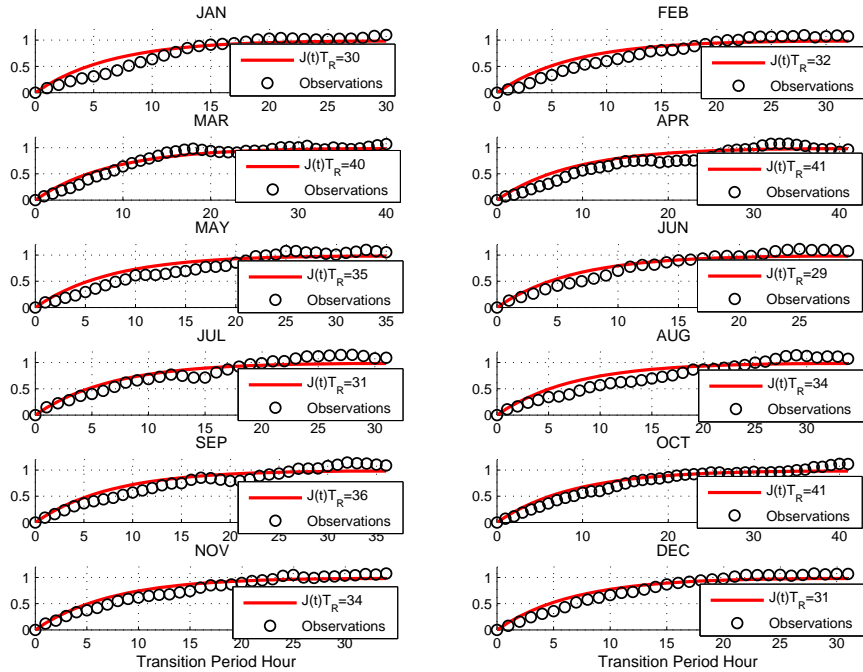 JAN
1
0.5
0
J(t)T_R=30
Observations
0 5 10 15 20 25 30
FEB
1
0.5
0
J(t)T_R=32
Observations
0 5 10 15 20 25 30
MAR
1
0.5
0
J(t)T_R=40
Observations
0 10 20 30 40
APR
1
0.5
0
J(t)T_R=41
Observations
0 10 20 30 40
MAY
1
0.5
0
J(t)T_R=35
Observations
0 5 10 15 20 25 30 35
JUN
1
0.5
0
J(t)T_R=29
Observations
0 5 10 15 20 25
JUL
1
0.5
0
J(t)T_R=31
Observations
0 5 10 15 20 25 30
AUG
1
0.5
0
J(t)T_R=34
Observations
0 5 10 15 20 25 30
SEP
1
0.5
0
J(t)T_R=36
Observations
0 5 10 15 20 25 30 35
OCT
1
0.5
0
J(t)T_R=41
Observations
0 10 20 30 40
NOV
1
0.5
0
J(t)T_R=34
Observations
0 5 10 15 20 25 30
Transition Period Hour
DEC
1
0.5
0
J(t)T_R=31
Observations
0 5 10 15 20 25 30
Transition Period Hour